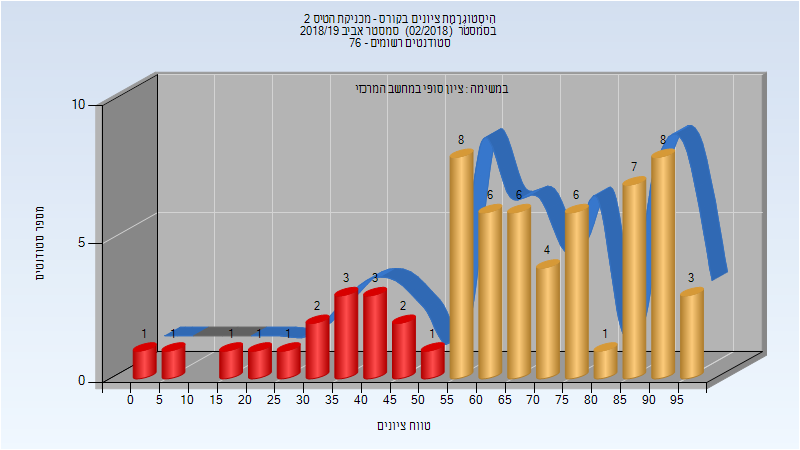 היסטוגרמת ציונים בקורס - מכניקת הטיס 2
בסמסטר (02/2018) סמסטר אביב 2018/19
סטודנטים רשומים - 76
במשימה : ציון סופי במחשב המרכזי
10
5
0
מספר סטודנטים
1 1 1 1 1 2 3 3 2 1 8 6 6 4 6 1 7 8 3
0 5 10 15 20 25 30 35 40 45 50 55 60 65 70 75 80 85 90 95
טווח ציונים